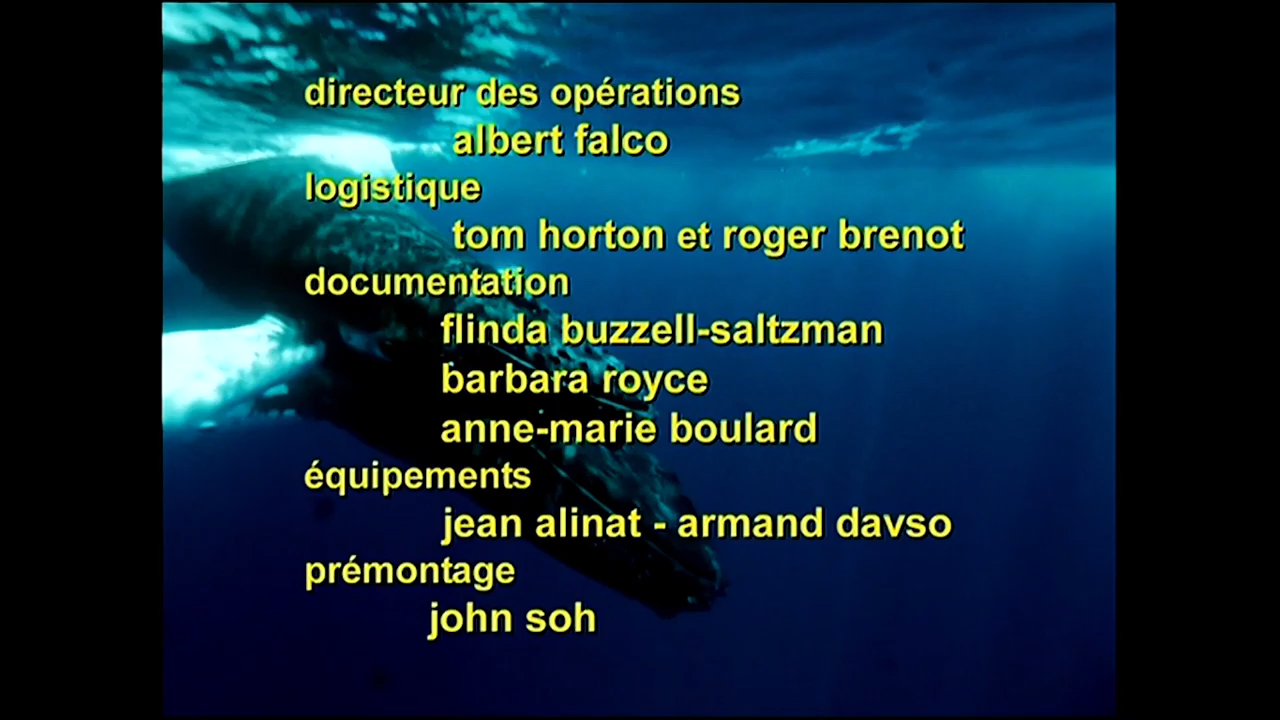 directeur des opérations
albert falco
logistique
tom horton et roger brenot
documentation
flinda buzzell-saltzman
barbara royce
anne-marie boulard
équipements
jean alinat - armand davso
prémontage
john soh